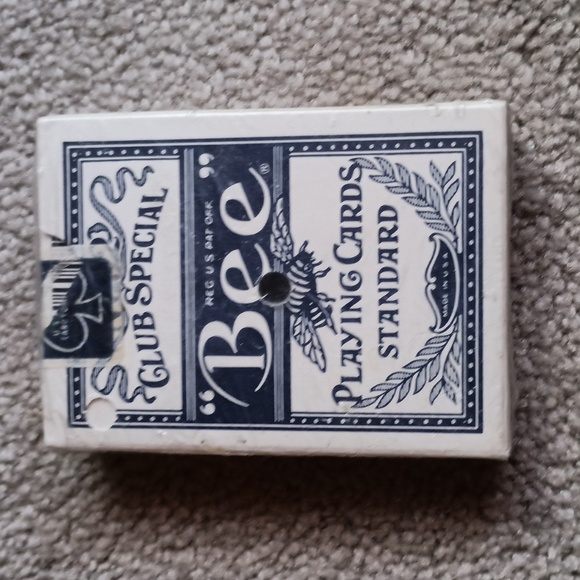 CLUB SPECIAL
REG. U.S. PAT. OFF.
"Bee"®
PLAYING CARDS
STANDARD
MADE IN U.S.A.